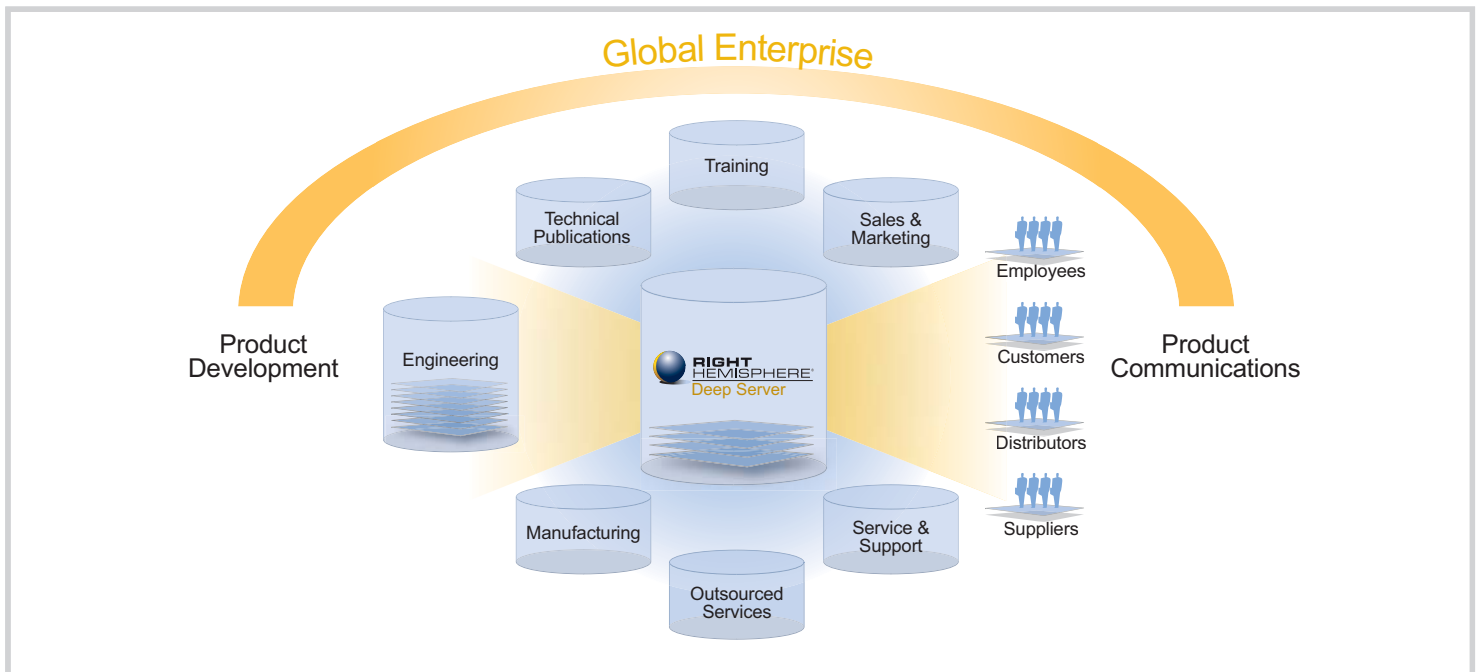 Global Enterprise
Training
Technical
Publications
Sales &
Marketing
Employees
Product
Development
Engineering
RIGHT
HEMISPHERE®
Deep Server
Customers
Product
Communications
Distributors
Manufacturing
Service &
Support
Suppliers
Outsourced
Services